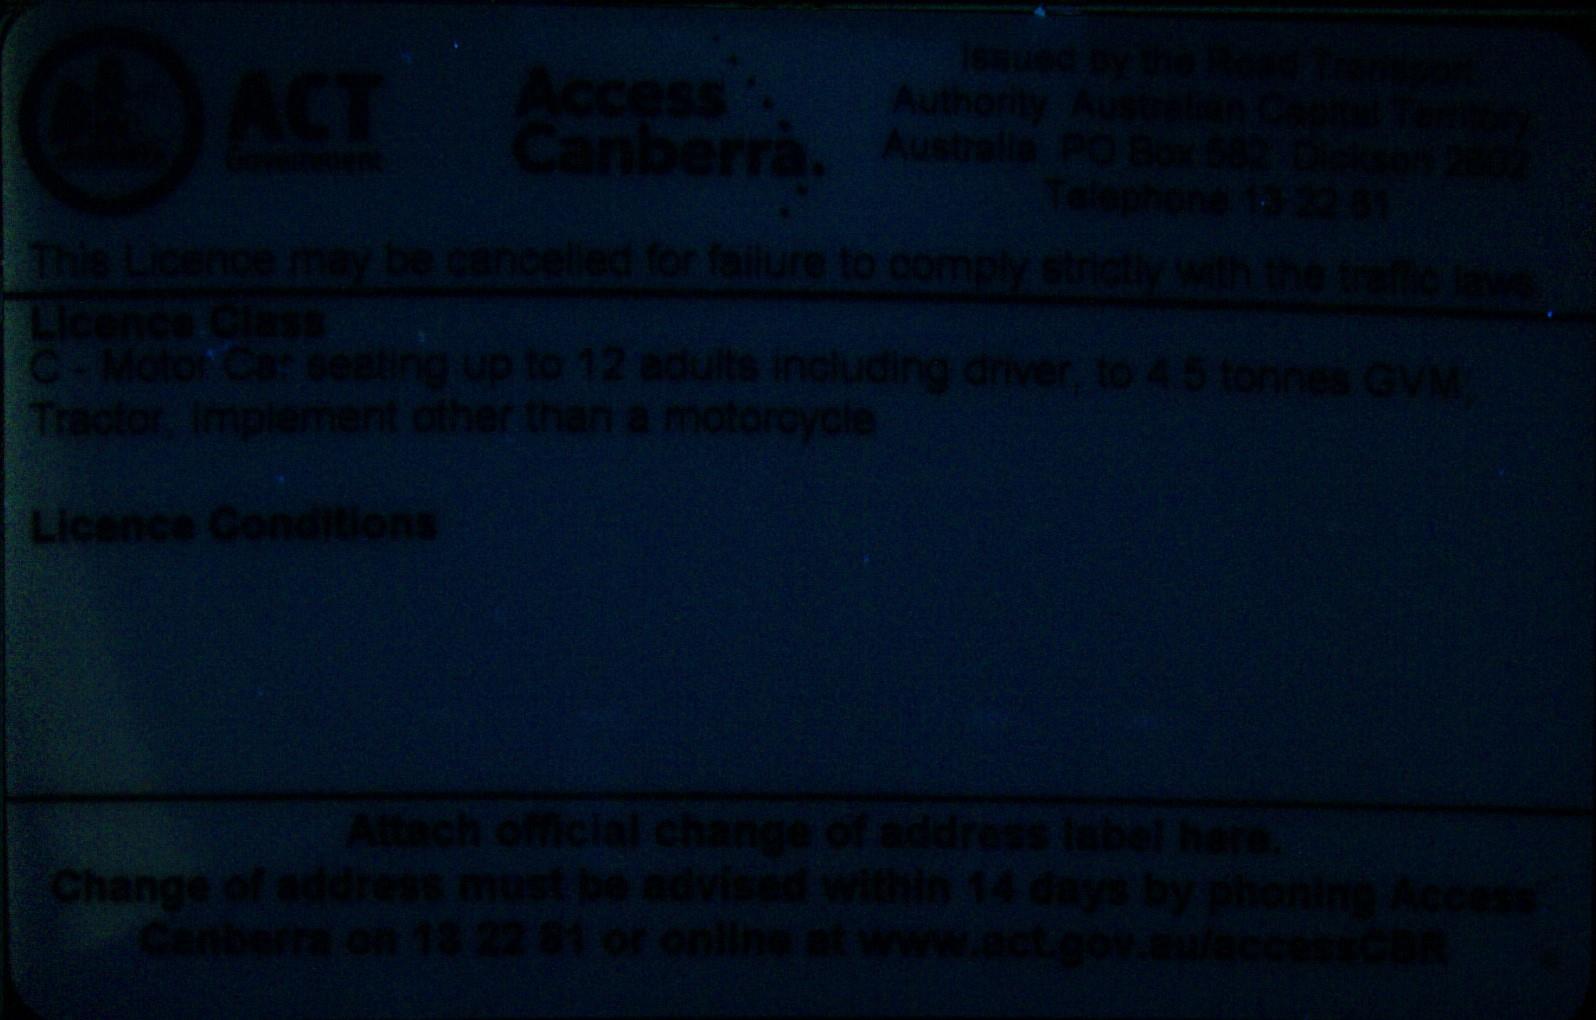 ACT
Government
Access
Canberra.
Issued by the Road Transport
Authority Australian Capital Territory
Australia PO Box 582 Dickson 2602
Telephone 13 22 81
This Licence may be cancelled for failure to comply strictly with the traffic laws
Licence Class
C - Motor Car seating up to 12 adults including driver, to 4.5 tonnes GVM,
Tractor, Implement other than a motorcycle
Licence Conditions
Attach official change of address label here.
Change of address must be advised within 14 days by phoning Access
Canberra on 13 22 81 or online at www.act.gov.au/accessCBR